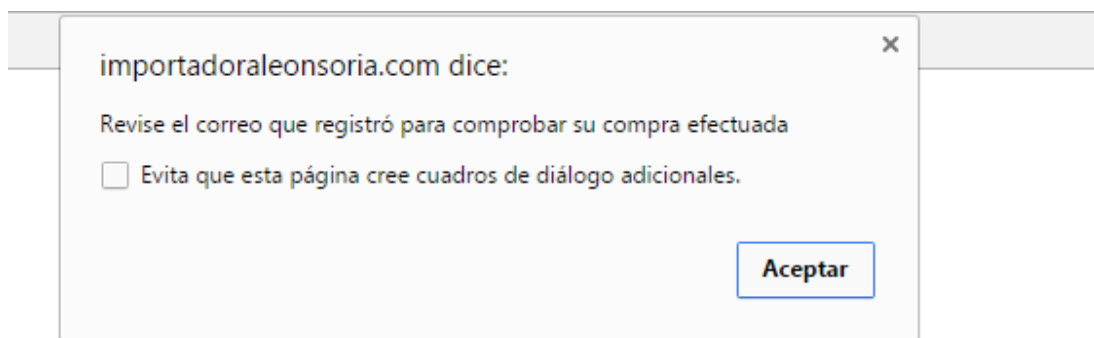 importadoraleonsoria.com dice:
Revise el correo que registró para comprobar su compra efectuada
Evita que esta página cree cuadros de diálogo adicionales.
Aceptar